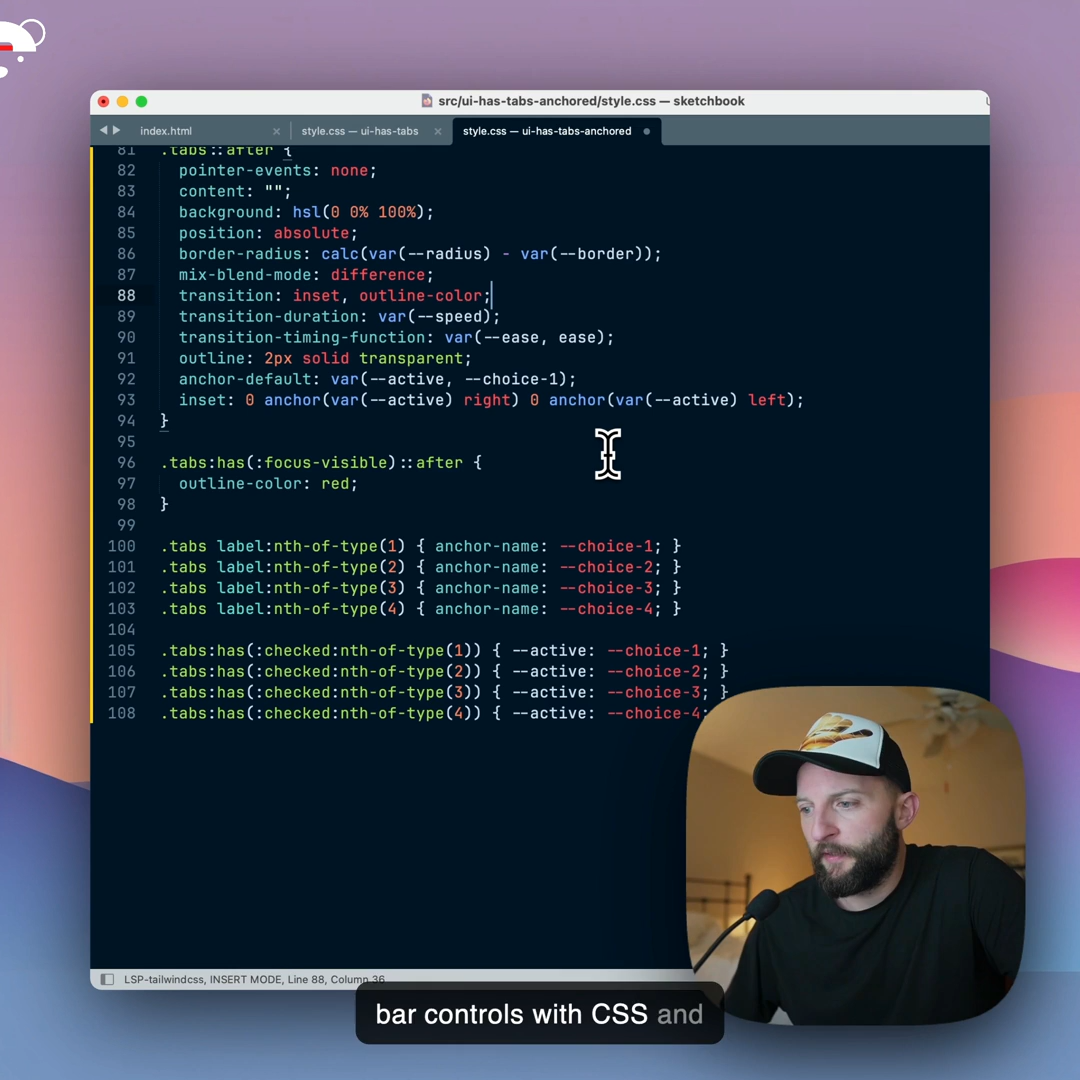 src/ui-has-tabs-anchored/style.css — sketchbook
index.html
style.css — ui-has-tabs
style.css — ui-has-tabs-anchored
81 .tabs::after {
82 pointer-events: none;
83 content: "";
84 background: hsl(0 0% 100%);
85 position: absolute;
86 border-radius: calc(var(--radius) - var(--border));
87 mix-blend-mode: difference;
88 transition: inset, outline-color;
89 transition-duration: var(--speed);
90 transition-timing-function: var(--ease, ease);
91 outline: 2px solid transparent;
92 anchor-default: var(--active, --choice-1);
93 inset: 0 anchor(var(--active) right) 0 anchor(var(--active) left);
94 }
95
96 .tabs:has(:focus-visible)::after {
97 outline-color: red;
98 }
99
100 .tabs label:nth-of-type(1) { anchor-name: --choice-1; }
101 .tabs label:nth-of-type(2) { anchor-name: --choice-2; }
102 .tabs label:nth-of-type(3) { anchor-name: --choice-3; }
103 .tabs label:nth-of-type(4) { anchor-name: --choice-4; }
104
105 .tabs:has(:checked:nth-of-type(1)) { --active: --choice-1; }
106 .tabs:has(:checked:nth-of-type(2)) { --active: --choice-2; }
107 .tabs:has(:checked:nth-of-type(3)) { --active: --choice-3; }
108 .tabs:has(:checked:nth-of-type(4)) { --active: --choice-4;
LSP-tailwindcss, INSERT MODE, Line 88, Column 36
bar controls with CSS and